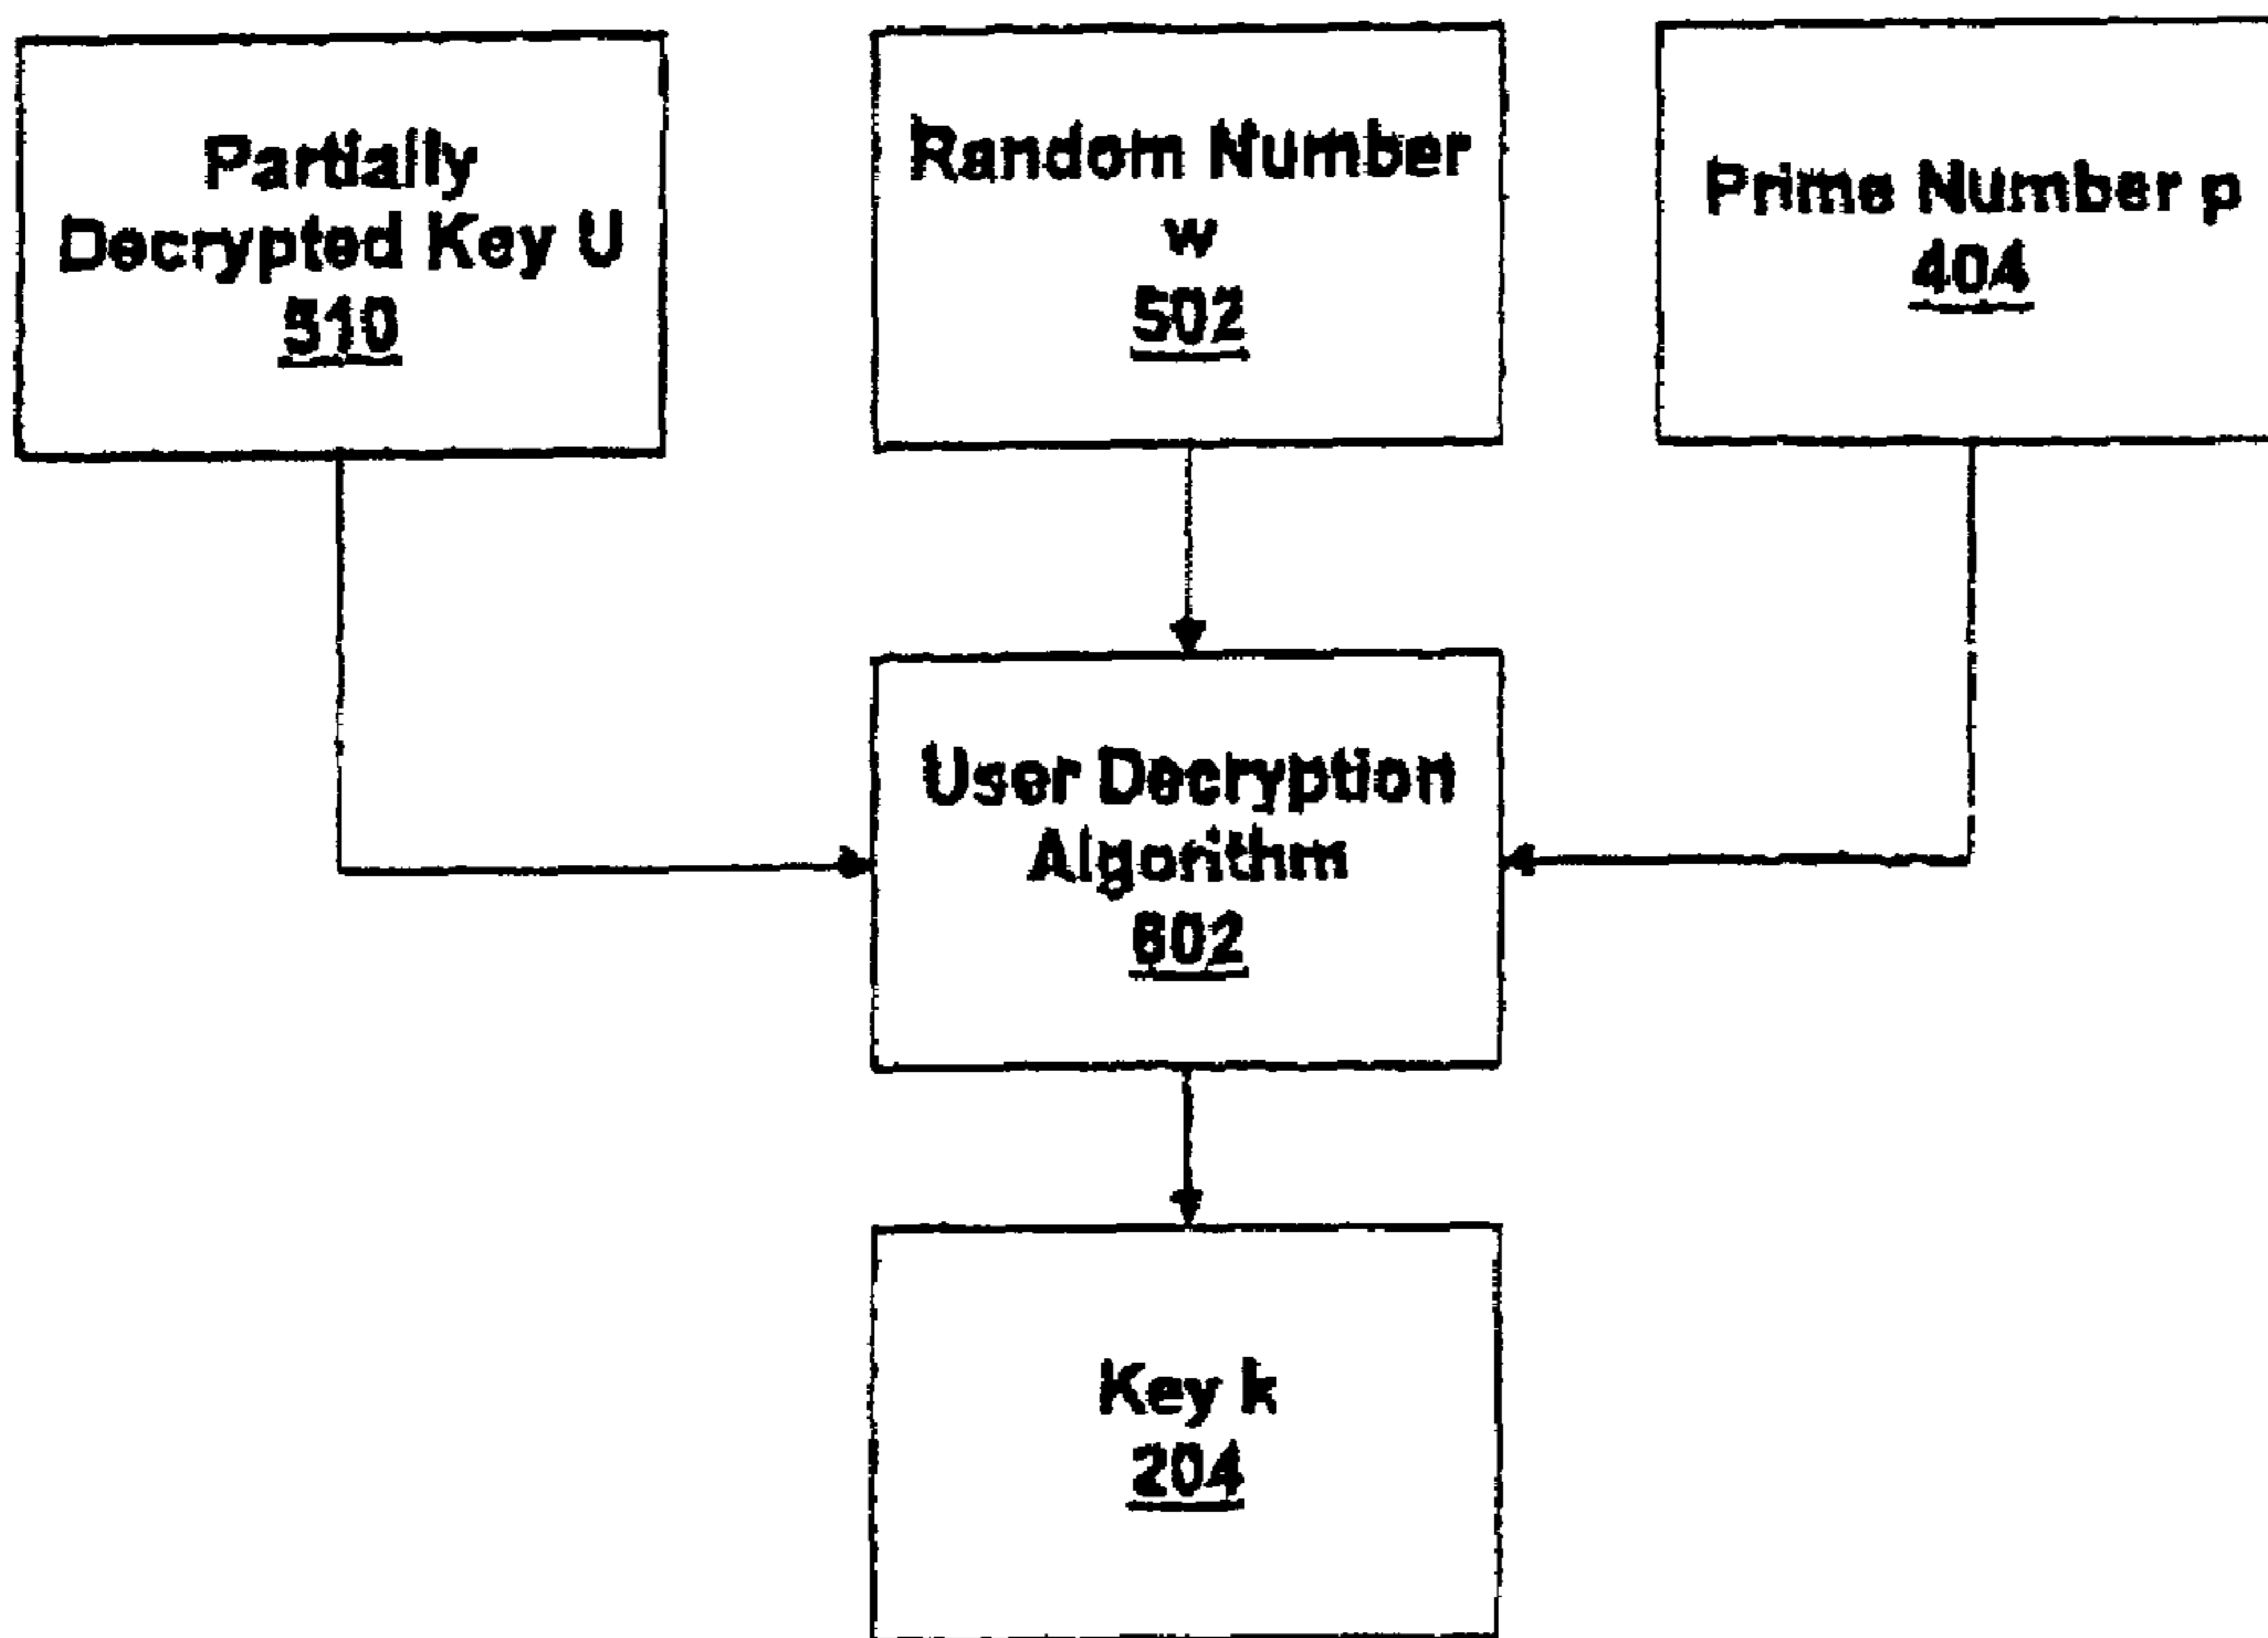 Partially
Decrypted Key U
510
Random Number
w
502
Prime Number p
404
User Decryption
Algorithm
602
Key k
204